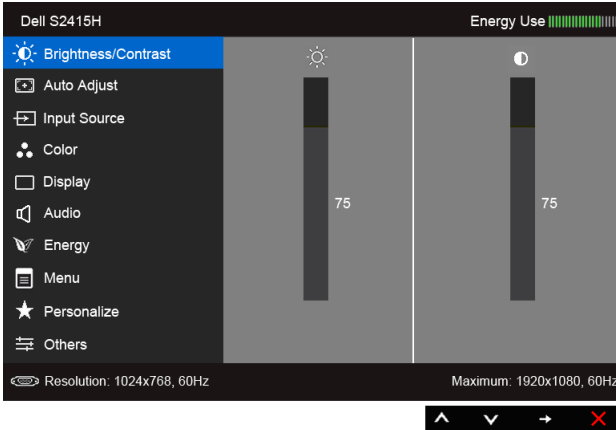 Dell S2415H
Energy Use
Brightness/Contrast
Auto Adjust
Input Source
Color
Display
Audio
Energy
Menu
Personalize
Others
75
75
Resolution: 1024x768, 60Hz
Maximum: 1920x1080, 60Hz